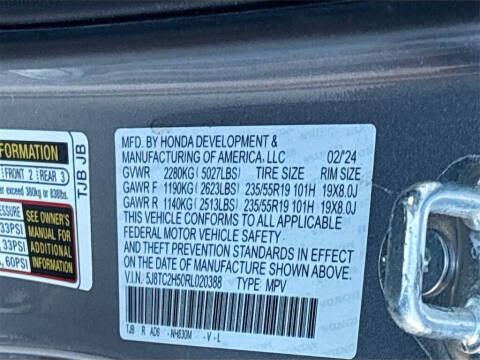 MFD. BY HONDA DEVELOPMENT &
MANUFACTURING OF AMERICA, LLC 02/24
GVWR 2280KG( 5027LBS) TIRE SIZE RIM SIZE
GAWR F 1190KG( 2623LBS) 235/55R19 101H 19X8.0J
GAWR R 1140KG( 2513LBS) 235/55R19 101H 19X8.0J
THIS VEHICLE CONFORMS TO ALL APPLICABLE
FEDERAL MOTOR VEHICLE SAFETY
AND THEFT PREVENTION STANDARDS IN EFFECT
ON THE DATE OF MANUFACTURE SHOWN ABOVE.
V.I.N. 5J8TC2H50RL020388 TYPE: MPV
TJB R AD8 -NH830M -V-L
FORMATION
FRONT 2 REAR 3
er exceed 380kg or 838lbs.
TJB JB
PRESSURE
33PSI
33PSI
60PSI
SEE OWNER'S
MANUAL FOR
ADDITIONAL
INFORMATION